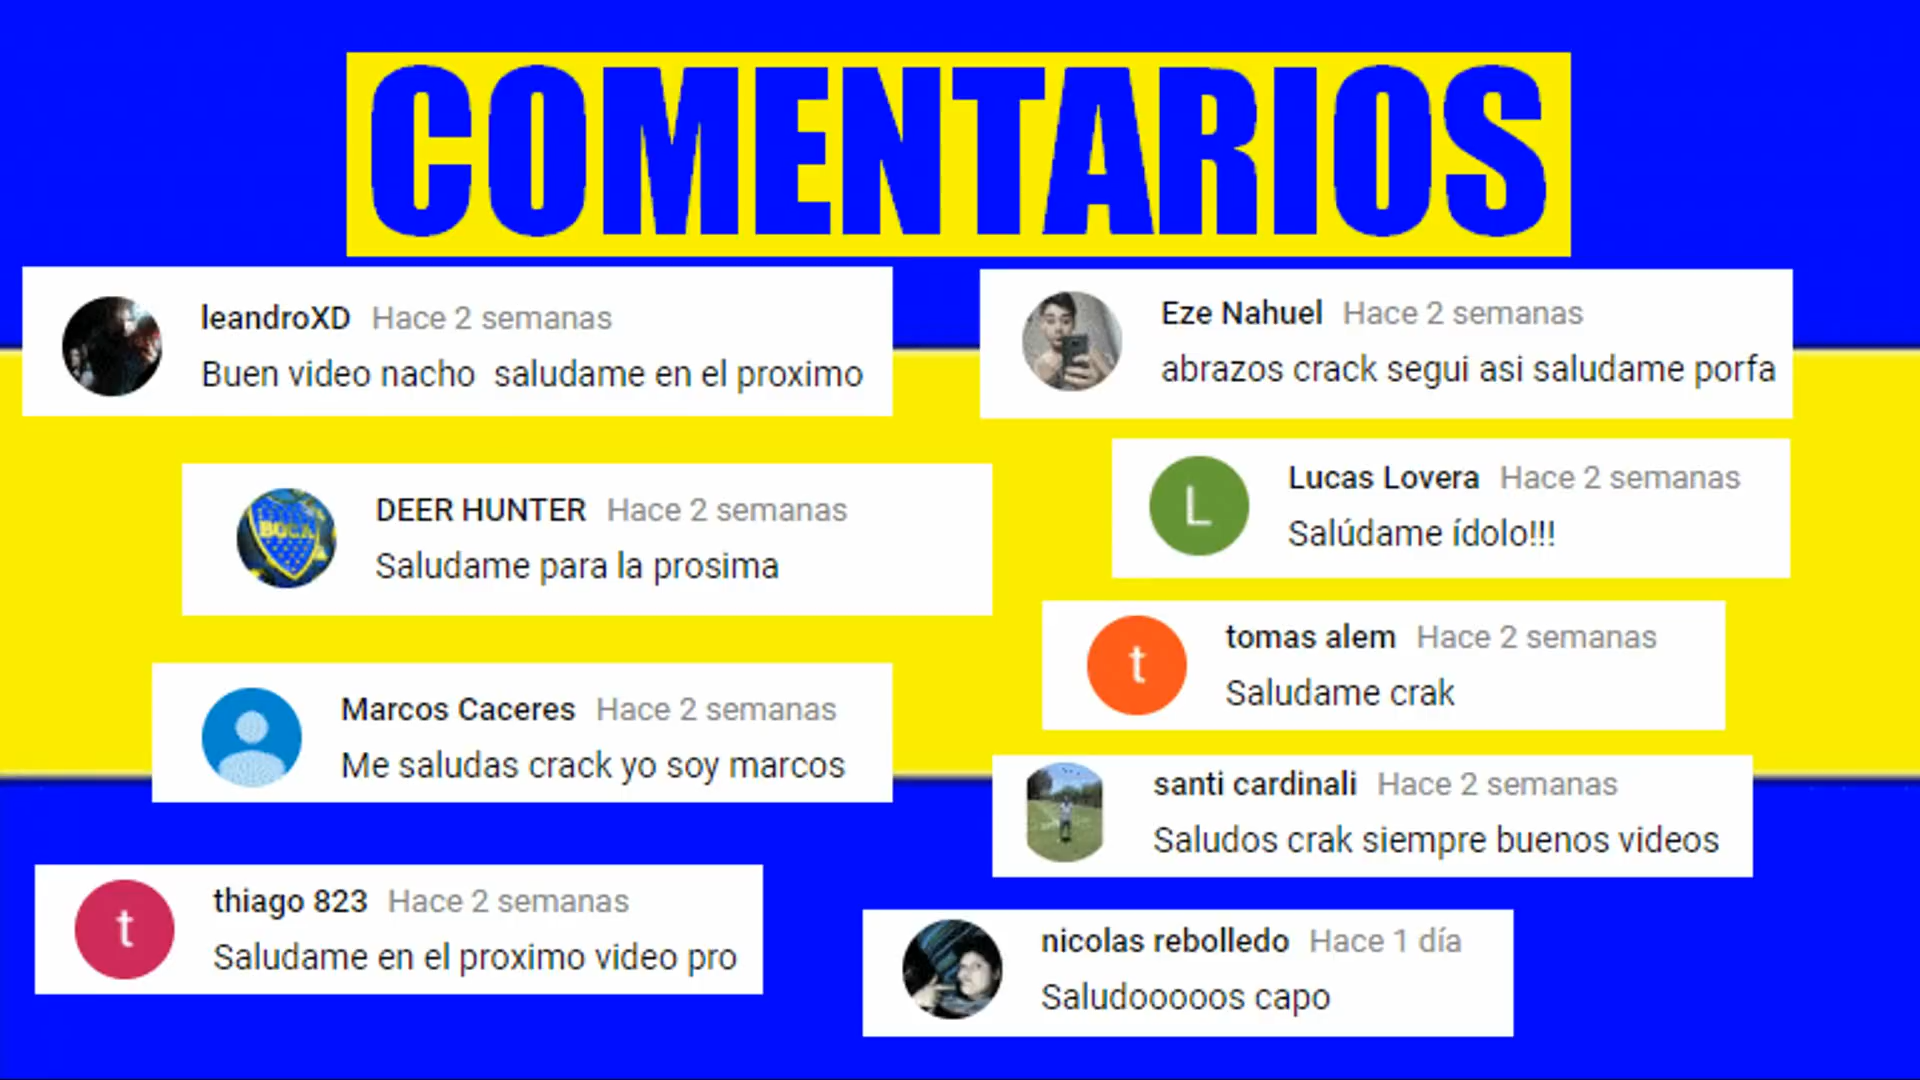 COMENTARIOS
leandroXD Hace 2 semanas
Buen video nacho saludame en el proximo
Eze Nahuel Hace 2 semanas
abrazos crack segui asi saludame porfa
DEER HUNTER Hace 2 semanas
Saludame para la prosima
BOCA
Lucas Lovera Hace 2 semanas
Salúdame ídolo!!!
L
tomas alem Hace 2 semanas
Saludame crak
t
Marcos Caceres Hace 2 semanas
Me saludas crack yo soy marcos
santi cardinali Hace 2 semanas
Saludos crak siempre buenos videos
thiago 823 Hace 2 semanas
Saludame en el proximo video pro
t
nicolas rebolledo Hace 1 día
Saludooooos capo